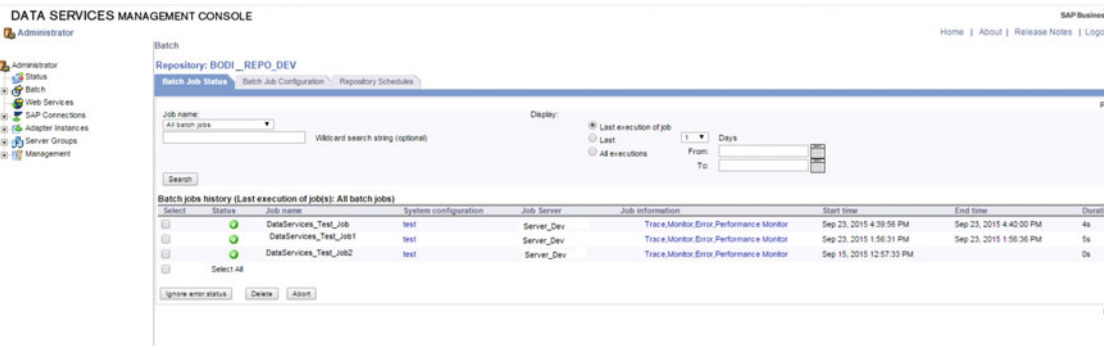 DATA SERVICES MANAGEMENT CONSOLE
SAP Busines
Administrator
Home | About | Release Notes | Logo
Batch
Administrator
Status
Batch
Web Services
SAP Connections
Adapter Instances
Server Groups
Management
Repository: BODI__REPO_DEV
Batch Job Status Batch Job Configuration Repository Schedules
Job name:
All batch jobs
Wildcard search string (optional)
Display:
Last execution of job
Last 1 Days
All executions From:
To:
Search
Batch jobs history (Last execution of job(s): All batch jobs)
Select Status Job name System configuration Job Server Job information Start time End time Durati
DataServices_Test_Job test Server_Dev Trace,Monitor,Error,Performance Monitor Sep 23, 2015 4:39:56 PM Sep 23, 2015 4:40:00 PM 4s
DataServices_Test_Job1 test Server_Dev Trace,Monitor,Error,Performance Monitor Sep 23, 2015 1:56:31 PM Sep 23, 2015 1:56:36 PM 5s
DataServices_Test_Job2 test Server_Dev Trace,Monitor,Error,Performance Monitor Sep 15, 2015 12:57:33 PM 0s
Select All
Ignore error status Delete Abort